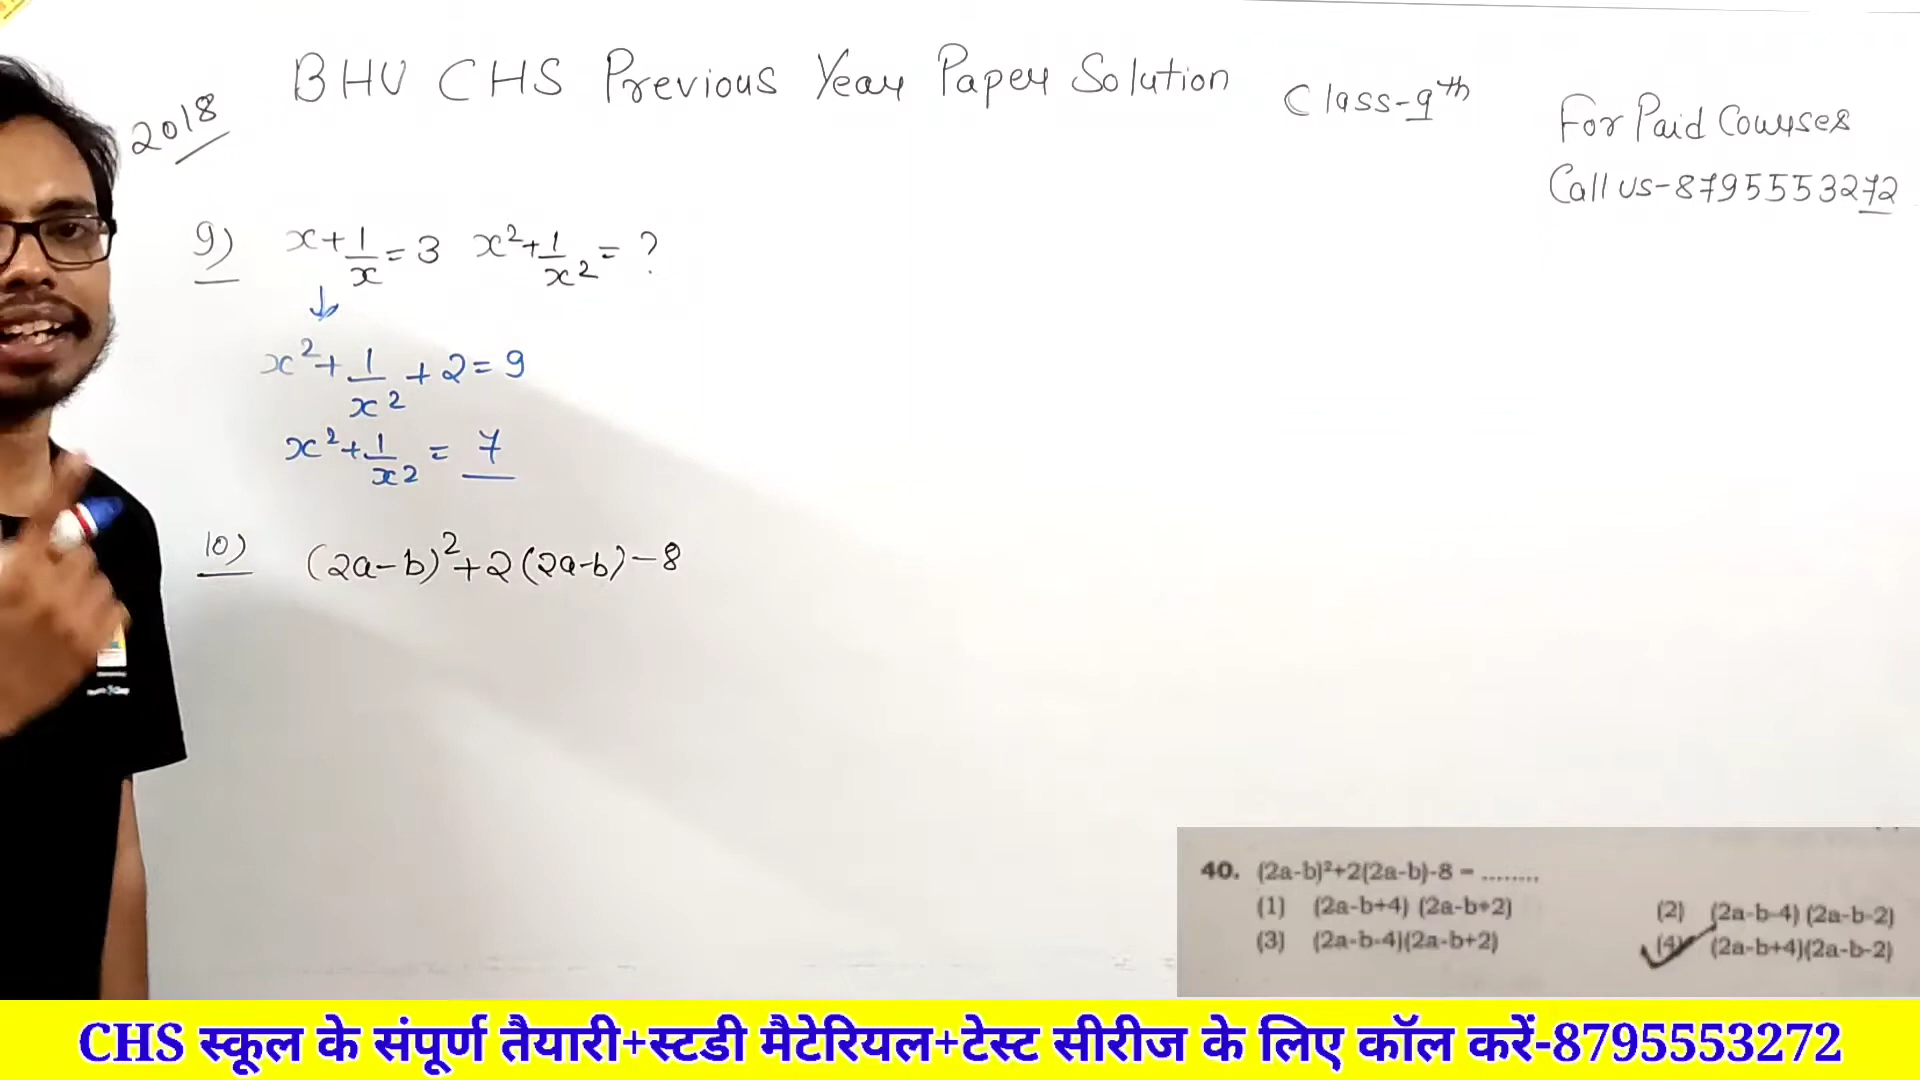 BHU CHS Previous Year Paper Solution Class-9th
2018
For Paid Courses
Call us-8795553272
9) x+1/x=3 x²+1/x²=?
↓
x²+1/x²+2=9
x²+1/x²=7
10) (2a-b)²+2(2a-b)-8
40. (2a-b)²+2(2a-b)-8 = ........
(1) (2a-b+4) (2a-b+2) (2) (2a-b-4) (2a-b-2)
(3) (2a-b-4)(2a-b+2) (4) (2a-b+4)(2a-b-2)
CHS स्कूल के संपूर्ण तैयारी+स्टडी मैटेरियल+टेस्ट सीरीज के लिए कॉल करें-8795553272